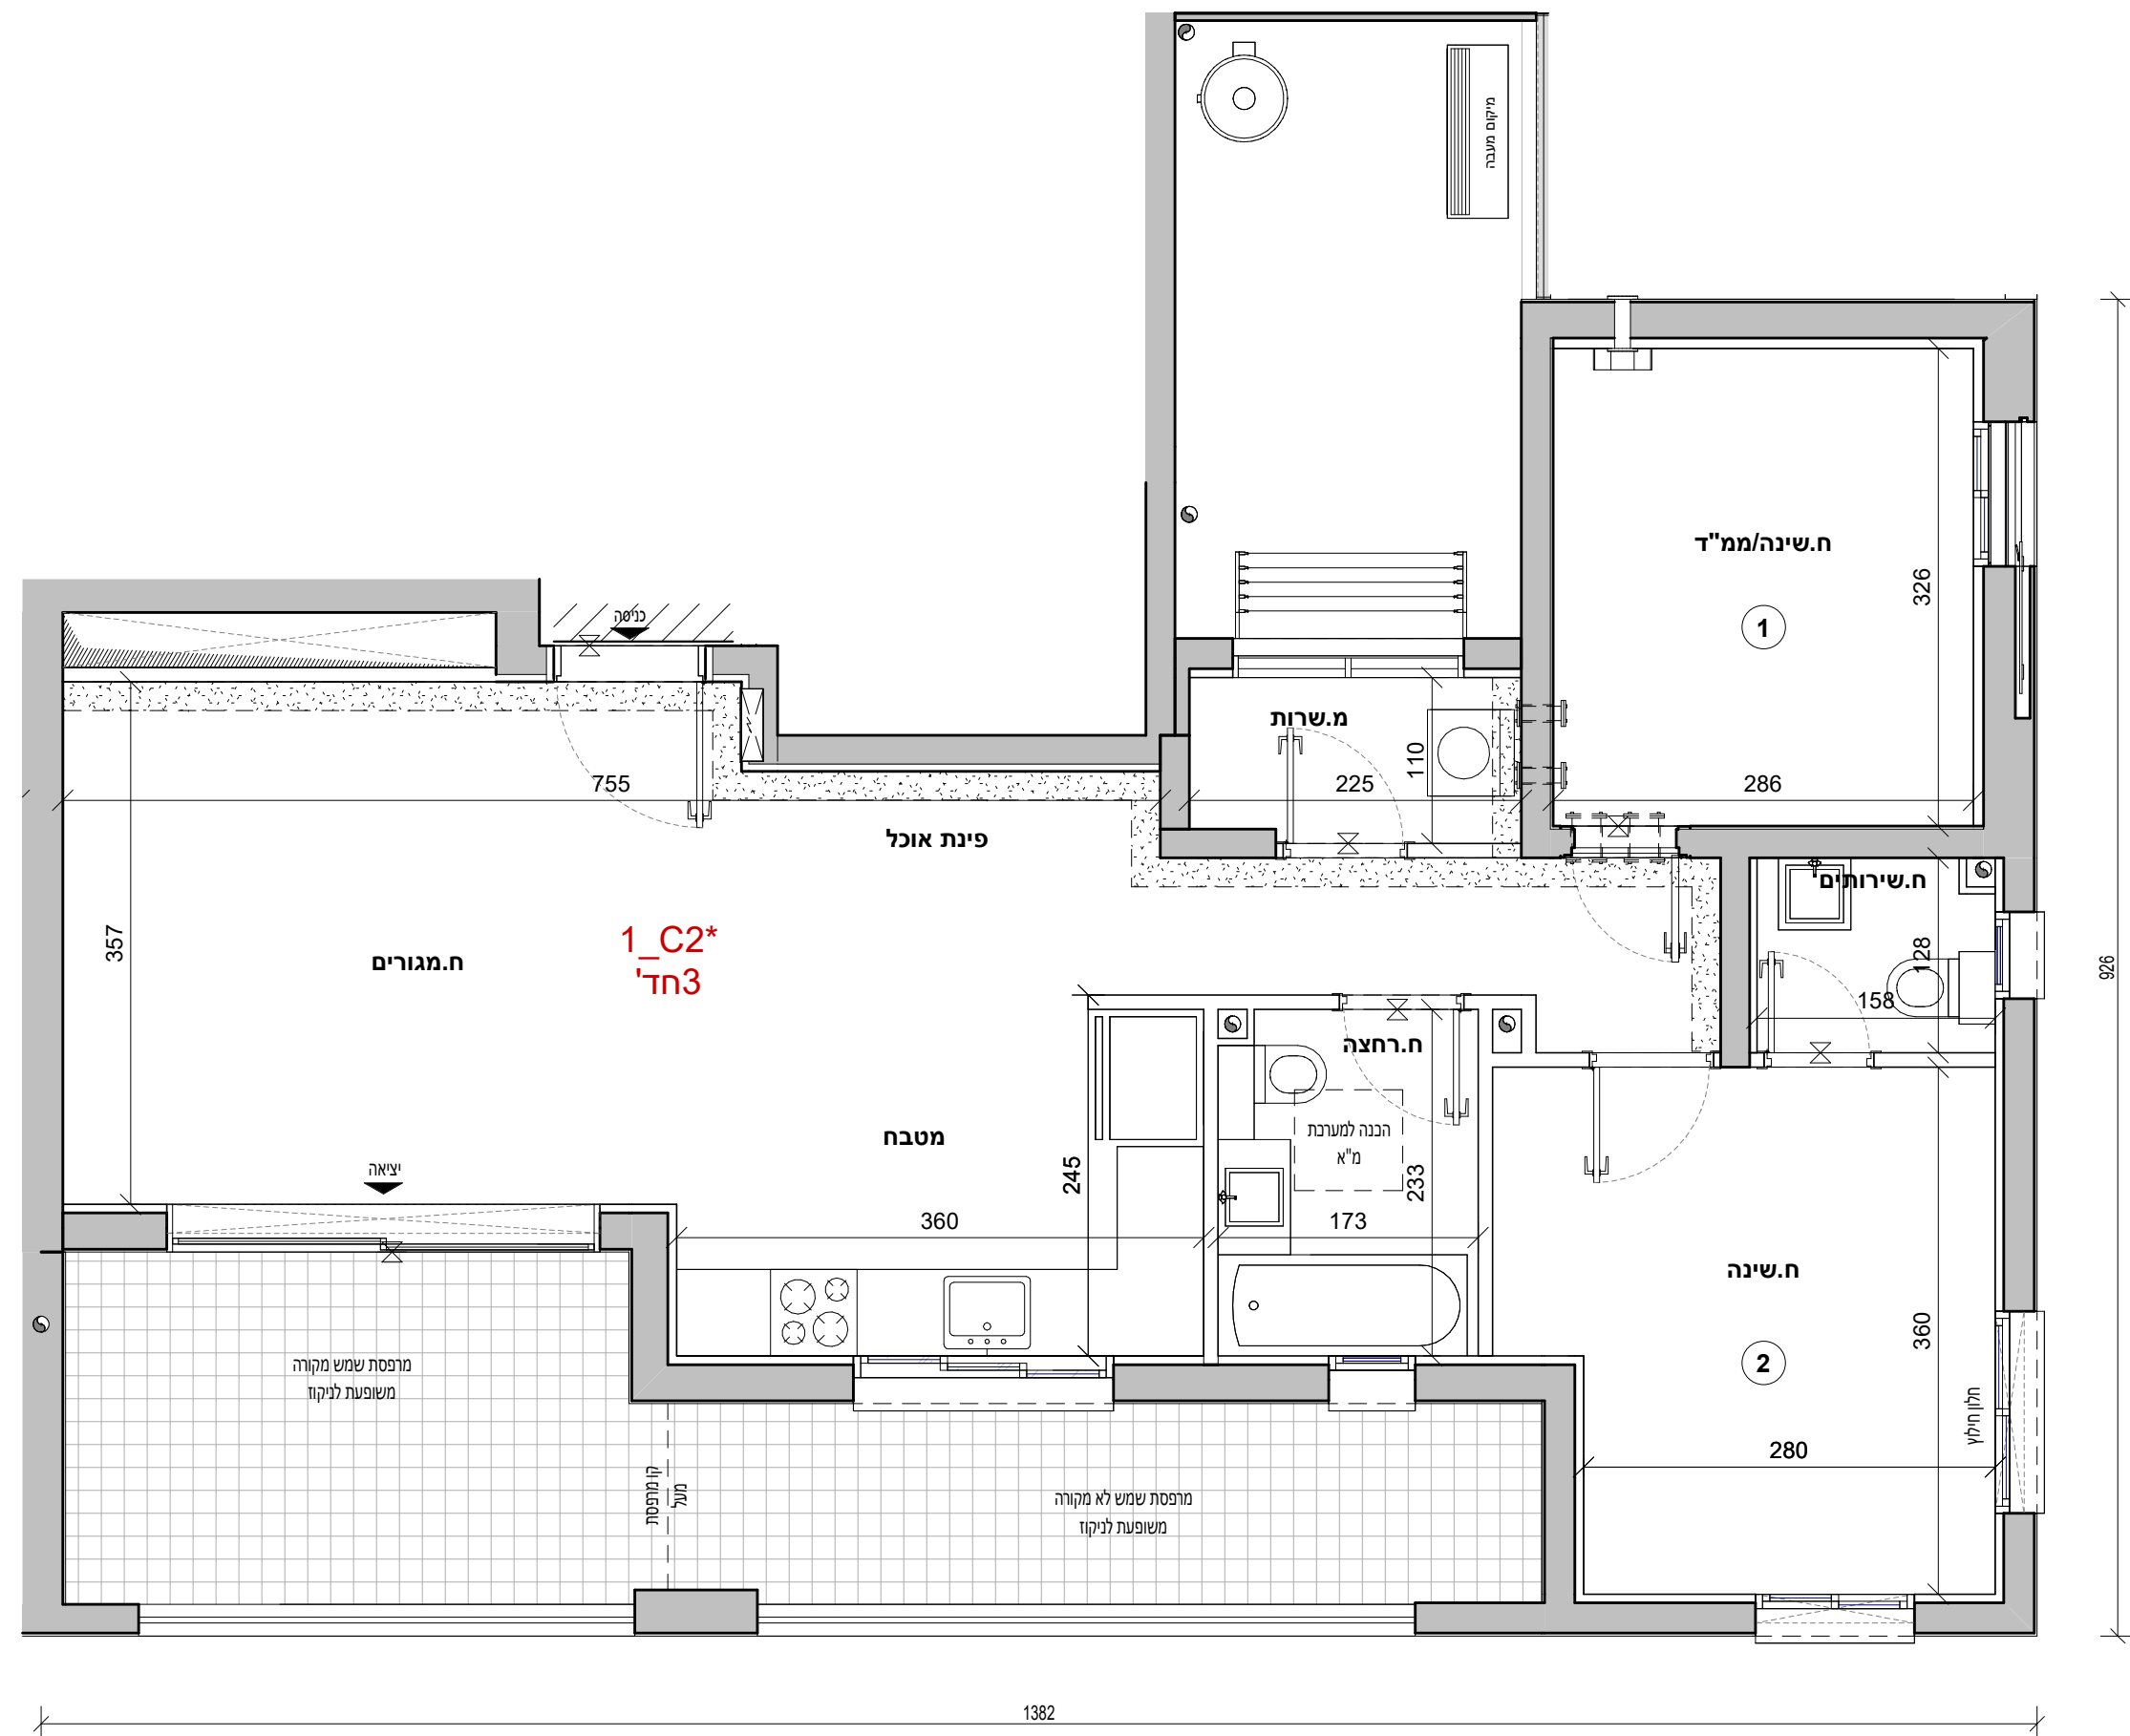 מיקום מעבה
ח.שינה/ממ"ד
326
1
כניסה
מ.שרות
110
755
225
286
פינת אוכל
ח.שירותים
128
158
357
1_C2*
3חד'
ח.מגורים
926
ח.רחצה
מטבח
הכנה למערכת
מ"א
יציאה
245
233
360
173
ח.שינה
360
2
מרפסת שמש מקורה
משופעת לניקוז
חלון חילוץ
280
קו מרפסת
מעל
מרפסת שמש לא מקורה
משופעת לניקוז
1382